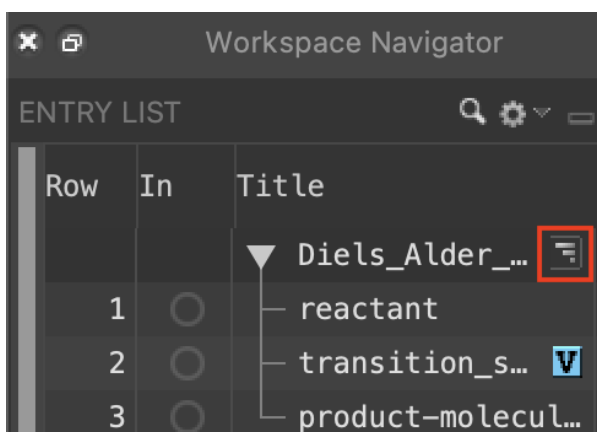 Workspace Navigator
ENTRY LIST
Row In Title
Diels_Alder_…
1 reactant
2 transition_s… V
3 product-molecul…